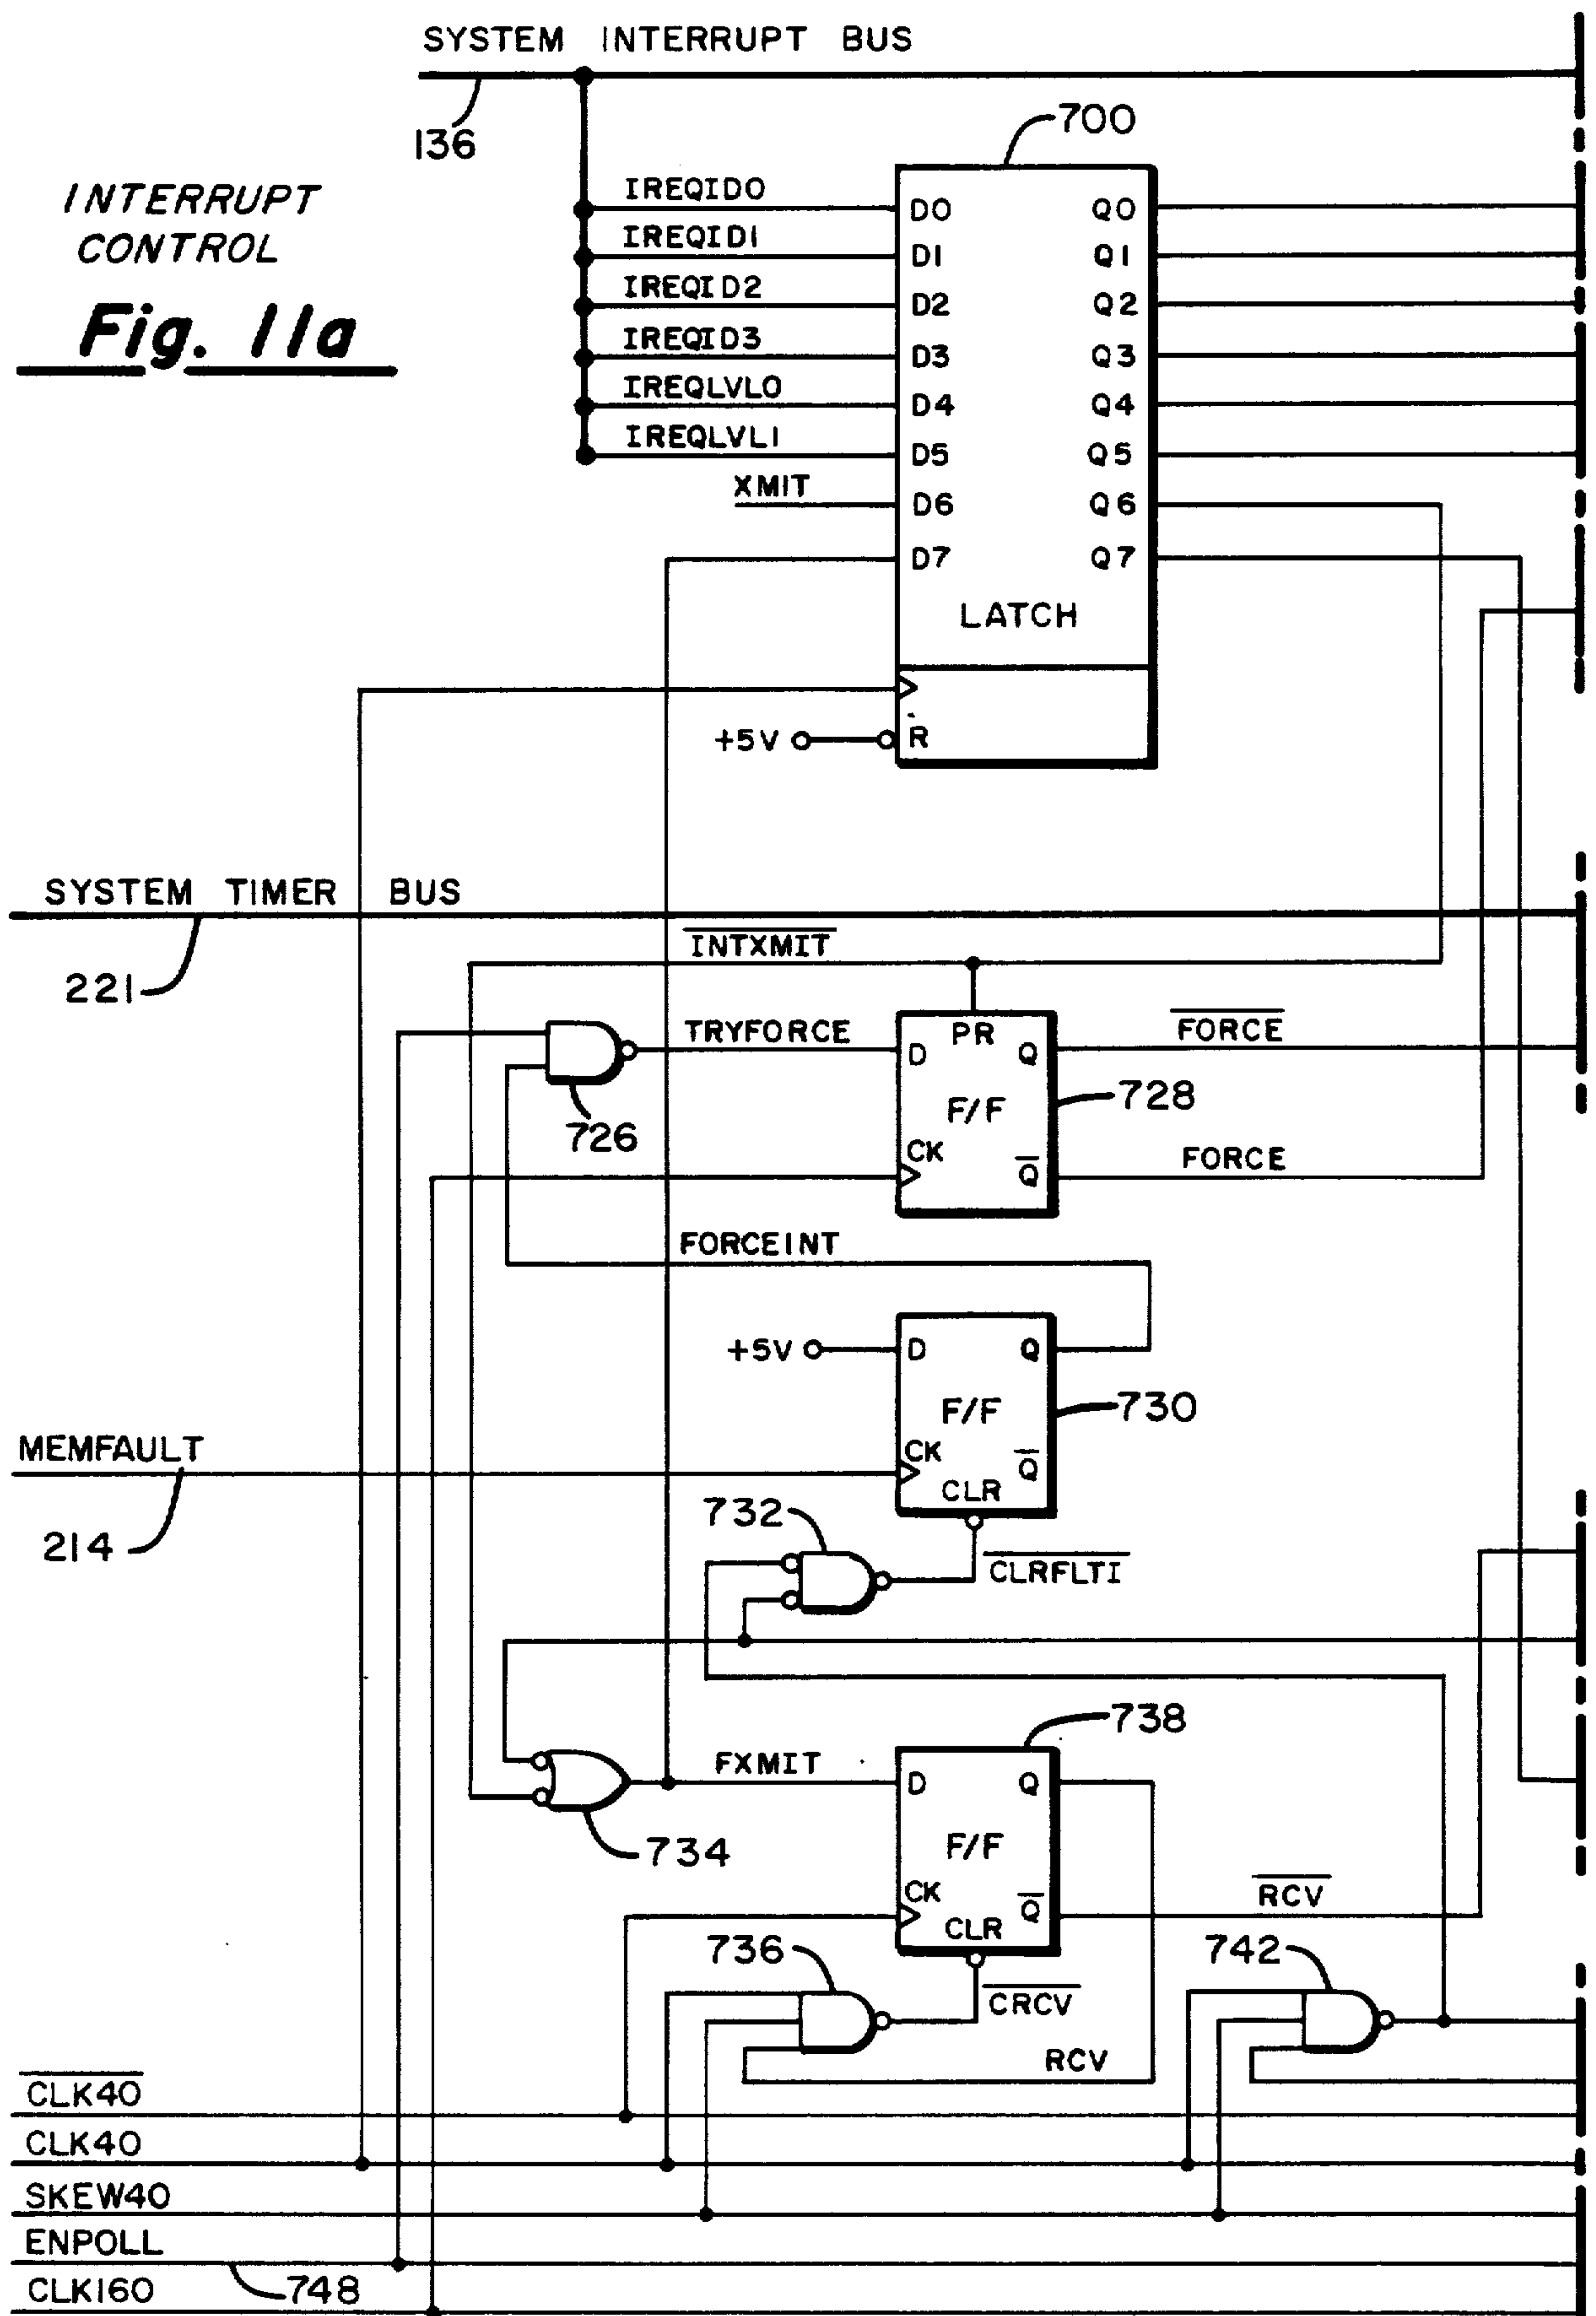 SYSTEM INTERRUPT BUS
136
700
INTERRUPT
CONTROL
Fig. 11a
IREQID0
IREQID1
IREQID2
IREQID3
IREQLVL0
IREQLVL1
XMIT
D0 Q0
D1 Q1
D2 Q2
D3 Q3
D4 Q4
D5 Q5
D6 Q6
D7 Q7
LATCH
+5V R
SYSTEM TIMER BUS
221
INTXMIT
TRYFORCE
726
D PR Q
F/F
CK Q
728
FORCE
FORCE
FORCEINT
+5V
D Q
F/F
CK Q
CLR
730
MEMFAULT
214
732
CLRFLTI
738
FXMIT
734
D Q
F/F
CK Q
CLR
RCV
736
CRCV
742
RCV
CLK40
CLK40
SKEW40
ENPOLL
748
CLK160